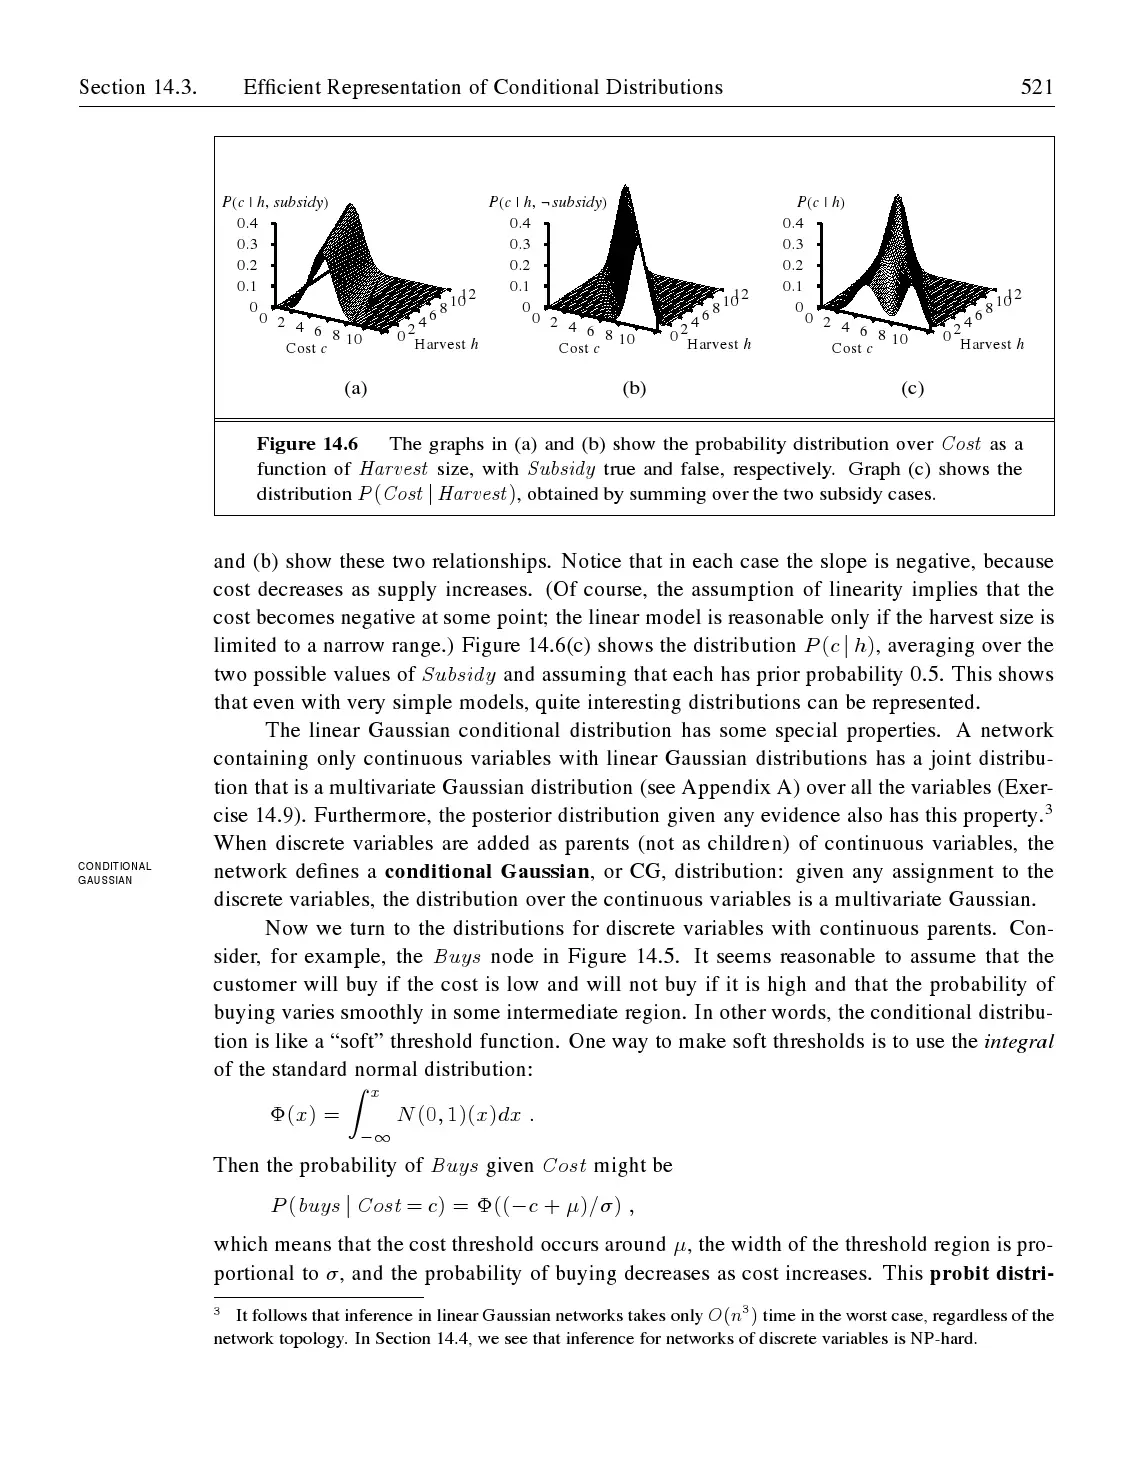 Section 14.3. Efficient Representation of Conditional Distributions 521
P(c | h, subsidy) P(c | h, ¬subsidy) P(c | h)
0.4 0.4 0.4
0.3 0.3 0.3
0.2 0.2 0.2
0.1 0.1 0.1
0 0 0
0 2 4 6 8 10 0 2 4 6 8 10 12 0 2 4 6 8 10 0 2 4 6 8 10 12 0 2 4 6 8 10 0 2 4 6 8 10 12
Cost c Harvest h Cost c Harvest h Cost c Harvest h
(a) (b) (c)
Figure 14.6 The graphs in (a) and (b) show the probability distribution over Cost as a
function of Harvest size, with Subsidy true and false, respectively. Graph (c) shows the
distribution P(Cost | Harvest), obtained by summing over the two subsidy cases.
and (b) show these two relationships. Notice that in each case the slope is negative, because
cost decreases as supply increases. (Of course, the assumption of linearity implies that the
cost becomes negative at some point; the linear model is reasonable only if the harvest size is
limited to a narrow range.) Figure 14.6(c) shows the distribution P(c | h), averaging over the
two possible values of Subsidy and assuming that each has prior probability 0.5. This shows
that even with very simple models, quite interesting distributions can be represented.
The linear Gaussian conditional distribution has some special properties. A network
containing only continuous variables with linear Gaussian distributions has a joint distribu-
tion that is a multivariate Gaussian distribution (see Appendix A) over all the variables (Exer-
cise 14.9). Furthermore, the posterior distribution given any evidence also has this property.³
When discrete variables are added as parents (not as children) of continuous variables, the
CONDITIONAL
GAUSSIAN
network defines a conditional Gaussian, or CG, distribution: given any assignment to the
discrete variables, the distribution over the continuous variables is a multivariate Gaussian.
Now we turn to the distributions for discrete variables with continuous parents. Con-
sider, for example, the Buys node in Figure 14.5. It seems reasonable to assume that the
customer will buy if the cost is low and will not buy if it is high and that the probability of
buying varies smoothly in some intermediate region. In other words, the conditional distribu-
tion is like a “soft” threshold function. One way to make soft thresholds is to use the integral
of the standard normal distribution:
Φ(x) = ∫_{−∞}^{x} N(0, 1)(x)dx .
Then the probability of Buys given Cost might be
P(buys | Cost = c) = Φ((−c + μ)/σ) ,
which means that the cost threshold occurs around μ, the width of the threshold region is pro-
portional to σ, and the probability of buying decreases as cost increases. This probit distri-
³ It follows that inference in linear Gaussian networks takes only O(n³) time in the worst case, regardless of the
network topology. In Section 14.4, we see that inference for networks of discrete variables is NP-hard.